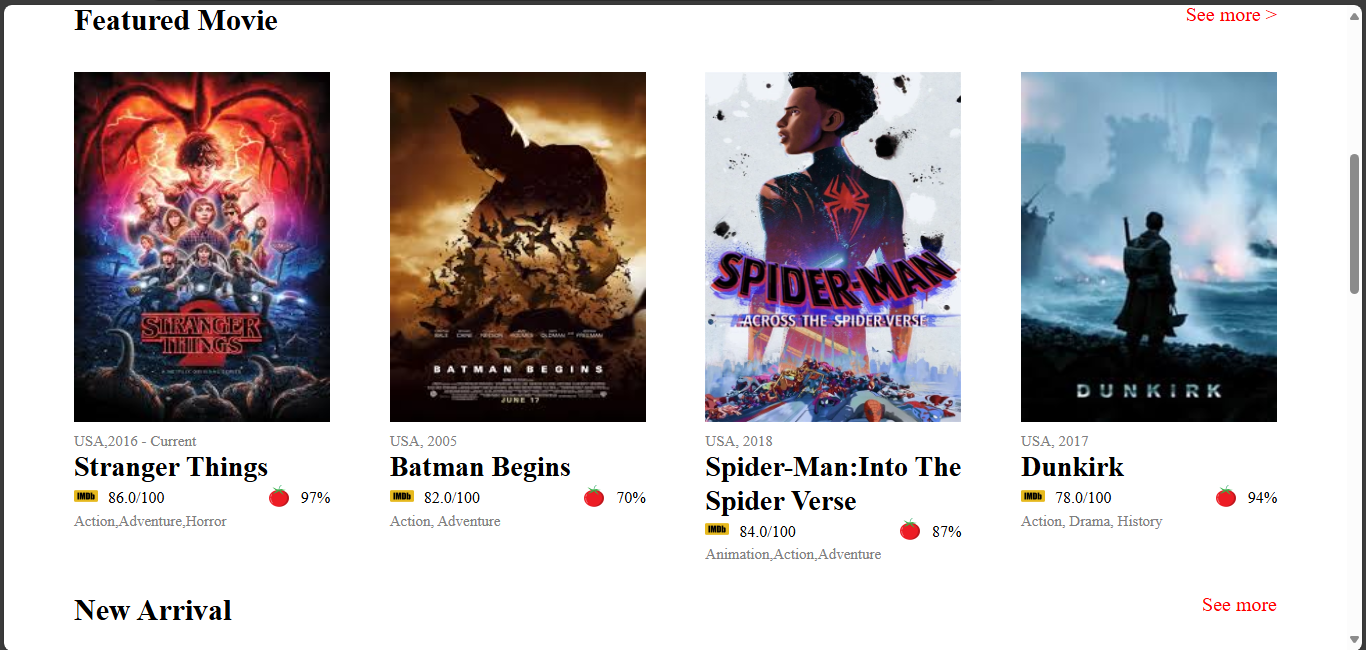 Featured Movie
See more >
STRANGER
THINGS
2
BATMAN BEGINS
JUNE 17
SPIDER-MAN
ACROSS THE SPIDER-VERSE
DUNKIRK
USA,2016 - Current
Stranger Things
IMDb 86.0/100 97%
Action,Adventure,Horror
USA, 2005
Batman Begins
IMDb 82.0/100 70%
Action, Adventure
USA, 2018
Spider-Man:Into The
Spider Verse
IMDb 84.0/100 87%
Animation,Action,Adventure
USA, 2017
Dunkirk
IMDb 78.0/100 94%
Action, Drama, History
New Arrival
See more